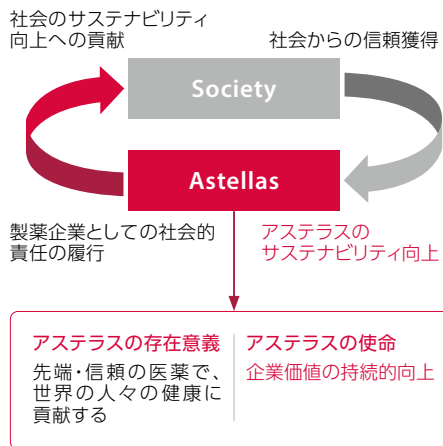 社会のサステナビリティ
向上への貢献
社会からの信頼獲得
Society
Astellas
製薬企業としての社会的
責任の履行
アステラスの
サステナビリティ向上
アステラスの存在意義
先端・信頼の医薬で、
世界の人々の健康に
貢献する
アステラスの使命
企業価値の持続的向上